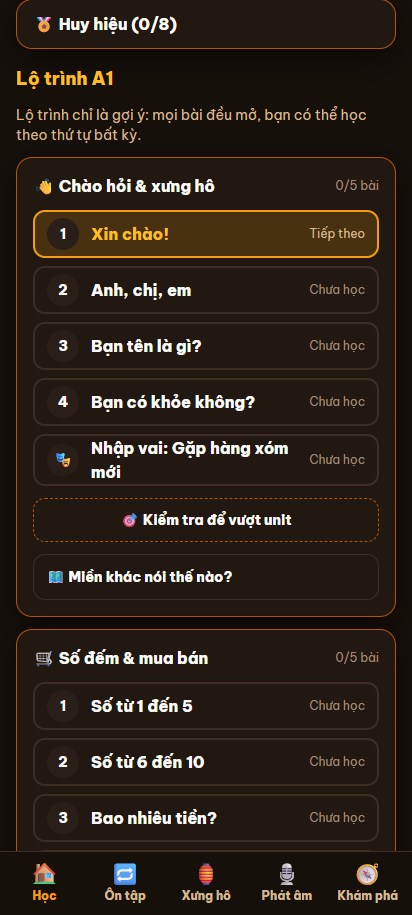 Huy hiệu (0/8)
Lộ trình A1
Lộ trình chỉ là gợi ý: mọi bài đều mở, bạn có thể học
theo thứ tự bất kỳ.
Chào hỏi & xưng hô 0/5 bài
1 Xin chào! Tiếp theo
2 Anh, chị, em Chưa học
3 Bạn tên là gì? Chưa học
4 Bạn có khỏe không? Chưa học
Nhập vai: Gặp hàng xóm
mới Chưa học
Kiểm tra để vượt unit
Miền khác nói thế nào?
Số đếm & mua bán 0/5 bài
1 Số từ 1 đến 5 Chưa học
2 Số từ 6 đến 10 Chưa học
3 Bao nhiêu tiền? Chưa học
Học Ôn tập Xưng hô Phát âm Khám phá